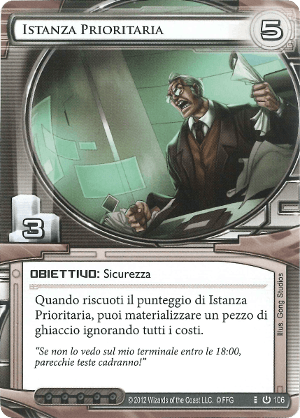 Istanza Prioritaria
5
3
OBIETTIVO: Sicurezza
Quando riscuoti il punteggio di Istanza
Prioritaria, puoi materializzare un pezzo di
ghiaccio ignorando tutti i costi.
"Se non lo vedo sul mio terminale entro le 18:00,
parecchie teste cadranno!"
Illus. Gong Studios
© 2012 Wizards of the Coast LLC. © FFG
106